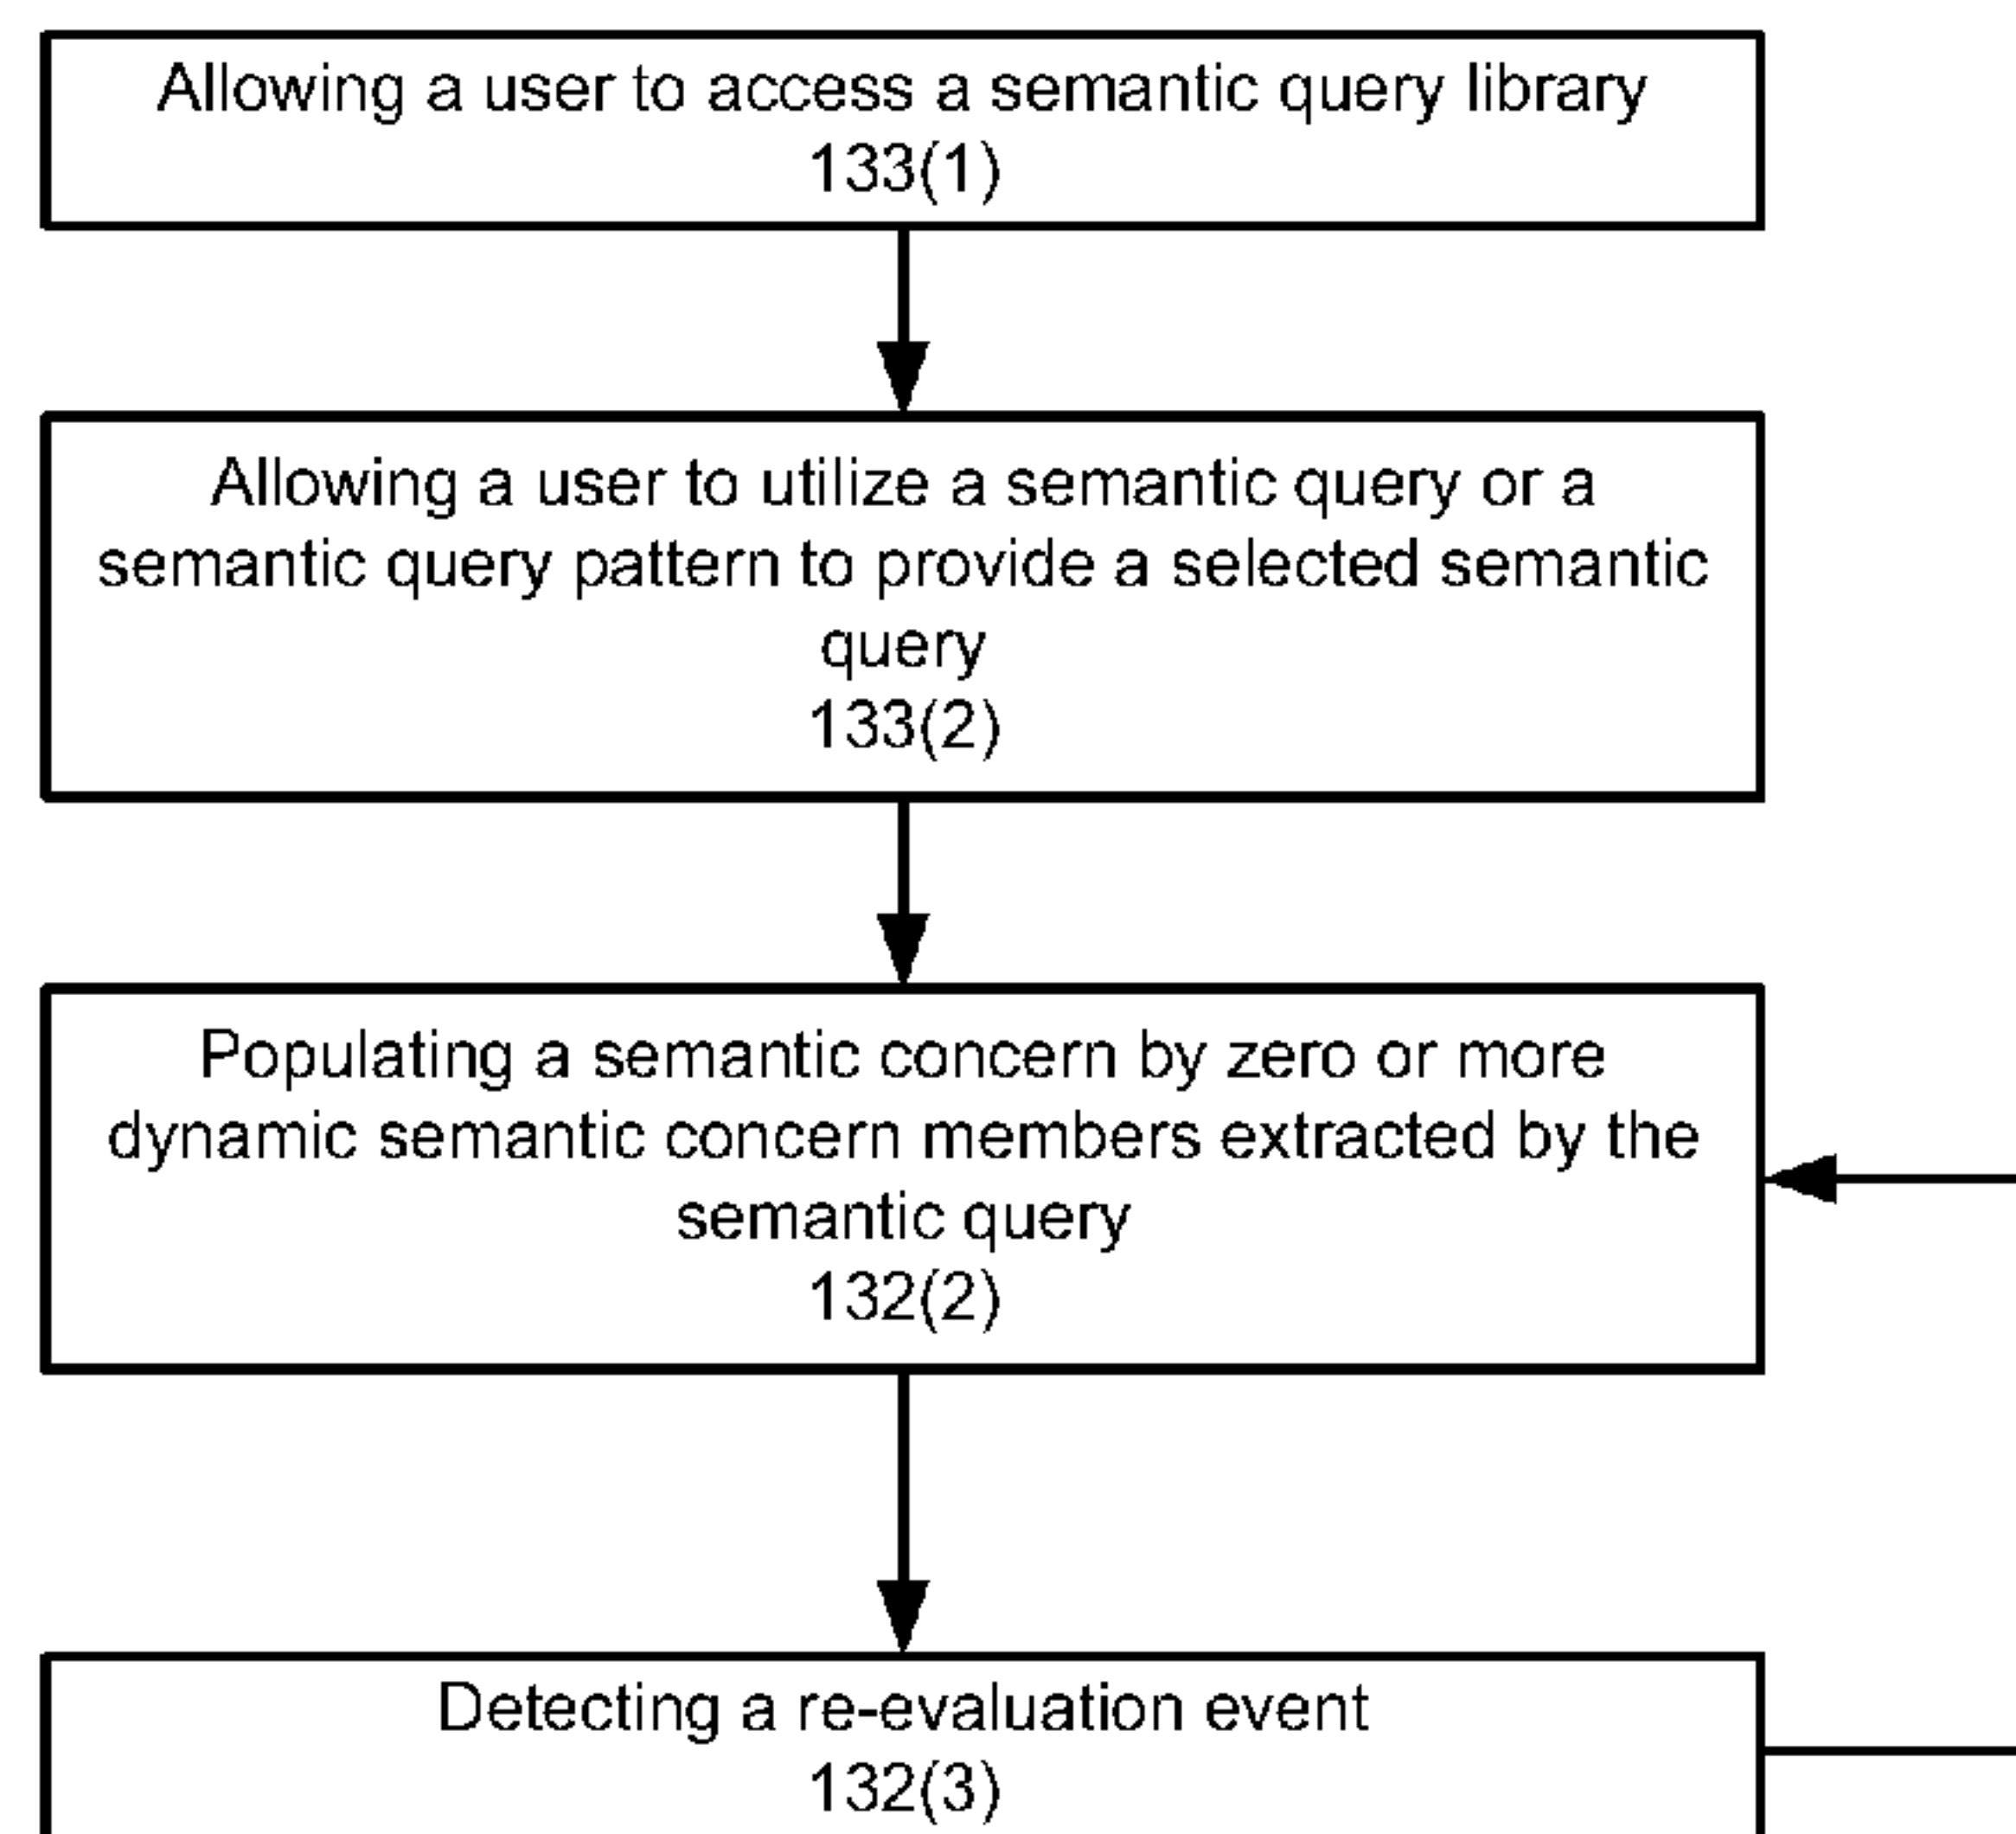 Allowing a user to access a semantic query library
133(1)
Allowing a user to utilize a semantic query or a
semantic query pattern to provide a selected semantic
query
133(2)
Populating a semantic concern by zero or more
dynamic semantic concern members extracted by the
semantic query
132(2)
Detecting a re-evaluation event
132(3)